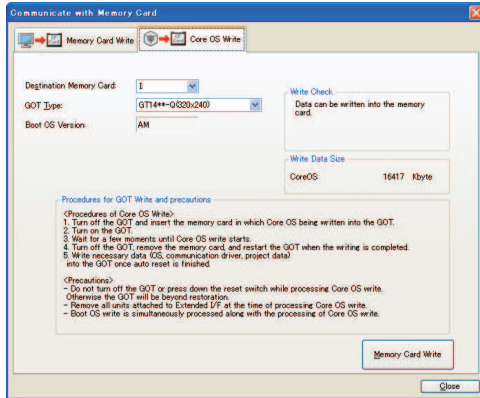 Communicate with Memory Card
Memory Card Write
Core OS Write
Destination Memory Card:
I
GOT Type:
GT14**-Q(320x240)
Boot OS Version:
AM
Write Check
Data can be written into the memory
card.
Write Data Size
CoreOS:
16417 Kbyte
Procedures for GOT Write and precautions
<Procedures of Core OS Write>
1. Turn off the GOT and insert the memory card in which Core OS being written into the GOT.
2. Turn on the GOT.
3. Wait for a few moments until Core OS write starts.
4. Turn off the GOT, remove the memory card, and restart the GOT when the writing is completed.
5. Write necessary data (OS, communication driver, project data)
into the GOT once auto reset is finished.
<Precautions>
- Do not turn off the GOT or press down the reset switch while processing Core OS write.
Otherwise the GOT will be beyond restoration.
- Remove all units attached to Extended I/F at the time of processing Core OS write.
- Boot OS write is simultaneously processed along with the processing of Core OS write.
Memory Card Write
Close